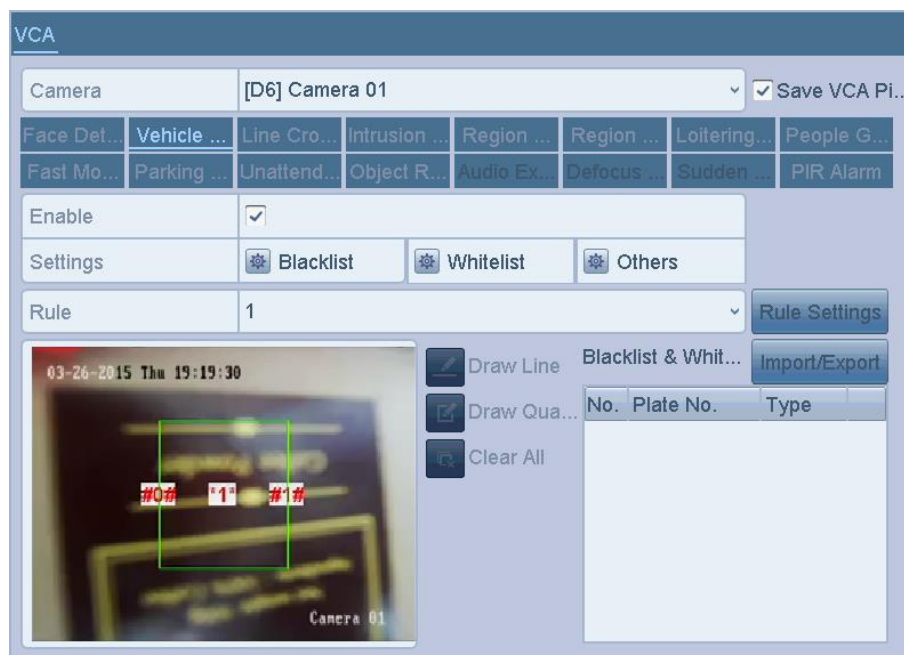 VCA
Camera [D6] Camera 01 Save VCA Pi..
Face Det... Vehicle ... Line Cro... Intrusion ... Region ... Region ... Loitering... People G...
Fast Mo... Parking ... Unattend... Object R... Audio Ex... Defocus ... Sudden ... PIR Alarm
Enable
Settings Blacklist Whitelist Others
Rule 1 Rule Settings
03-26-2015 Thu 19:19:30 Draw Line Blacklist & Whit... Import/Export
Draw Qua... No. Plate No. Type
Clear All
#0# *1* #1#
Camera 01